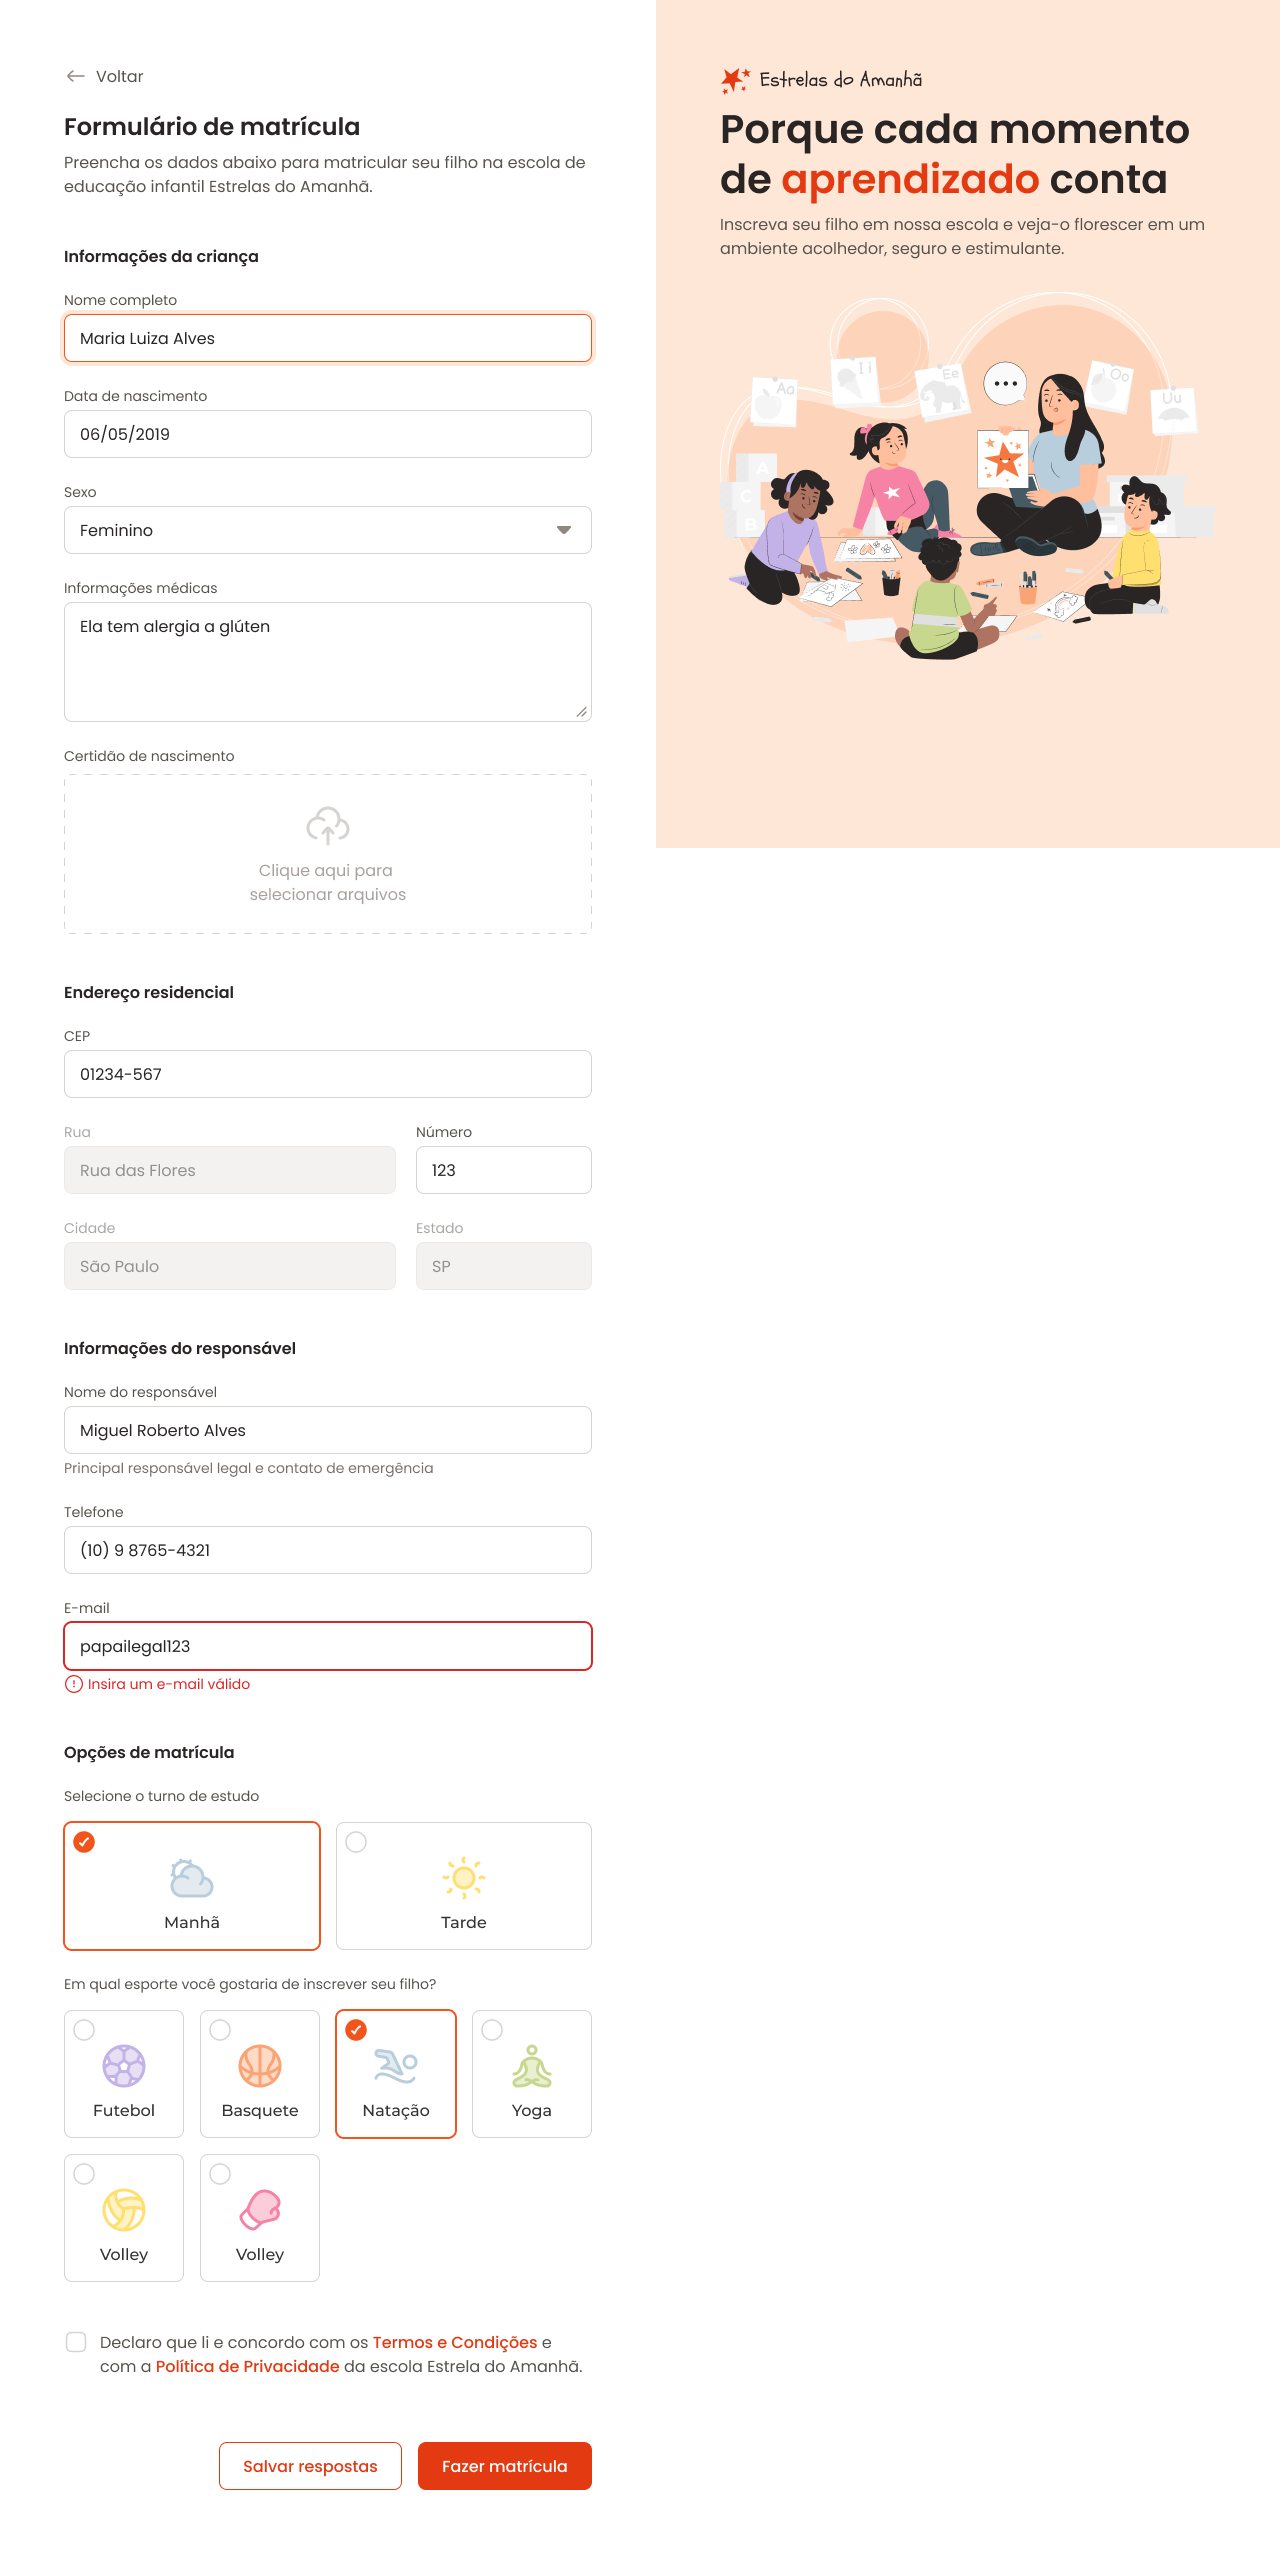 Voltar
Formulário de matrícula
Preencha os dados abaixo para matricular seu filho na escola de
educação infantil Estrelas do Amanhã.
Informações da criança
Nome completo
Maria Luiza Alves
Data de nascimento
06/05/2019
Sexo
Feminino
Informações médicas
Ela tem alergia a glúten
Certidão de nascimento
Clique aqui para
selecionar arquivos
Endereço residencial
CEP
01234-567
Rua
Número
Rua das Flores
123
Cidade
Estado
São Paulo
SP
Informações do responsável
Nome do responsável
Miguel Roberto Alves
Principal responsável legal e contato de emergência
Telefone
(10) 9 8765-4321
E-mail
papailegal123
Insira um e-mail válido
Opções de matrícula
Selecione o turno de estudo
Manhã
Tarde
Em qual esporte você gostaria de inscrever seu filho?
Futebol
Basquete
Natação
Yoga
Volley
Volley
Declaro que li e concordo com os Termos e Condições e
com a Política de Privacidade da escola Estrela do Amanhã.
Salvar respostas
Fazer matrícula
Estrelas do Amanhã
Porque cada momento
de aprendizado conta
Inscreva seu filho em nossa escola e veja-o florescer em um
ambiente acolhedor, seguro e estimulante.
Aa
Ii
Ee
Oo
Uu
A
C
B